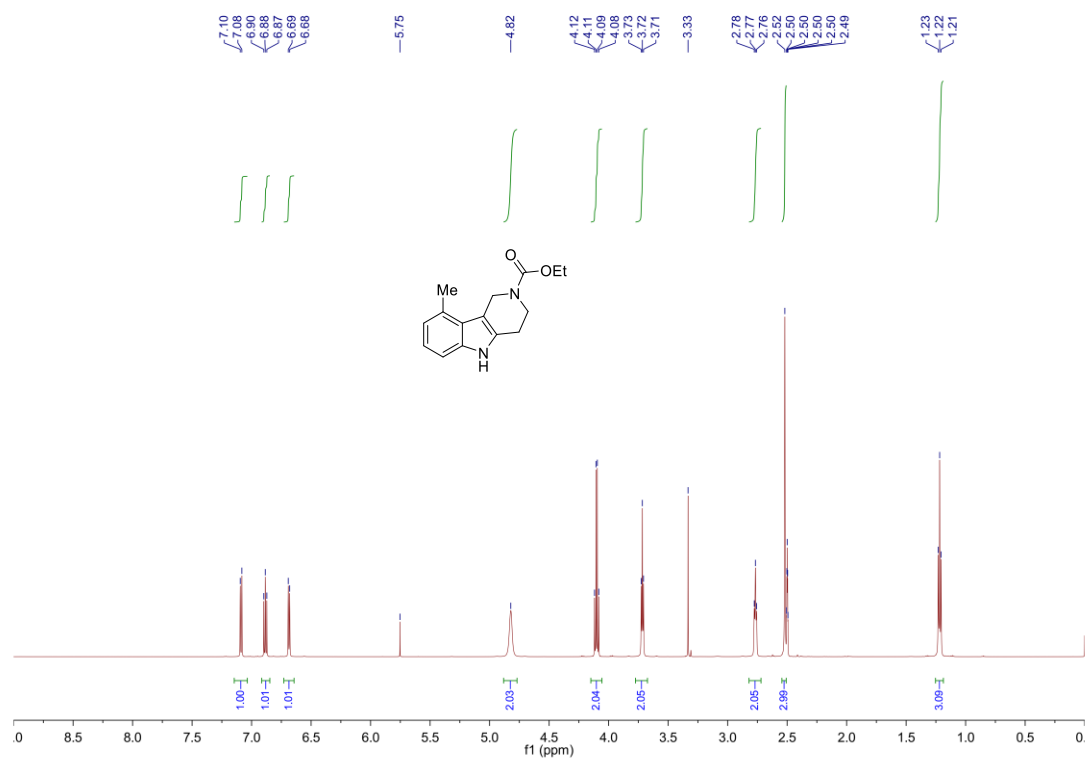 7.10 7.08 6.90 6.88 6.87 6.69 6.68 5.75 4.82 4.12 4.11 4.09 4.08 3.73 3.72 3.71 3.33 2.78 2.77 2.76 2.52 2.50 2.50 2.50 2.50 2.49 1.23 1.22 1.21
O
OEt
Me
N
N
H
1.00 1.01 1.01 2.03 2.04 2.05 2.05 2.99 3.09
.0 8.5 8.0 7.5 7.0 6.5 6.0 5.5 5.0 4.5 4.0 3.5 3.0 2.5 2.0 1.5 1.0 0.5 0.
f1 (ppm)